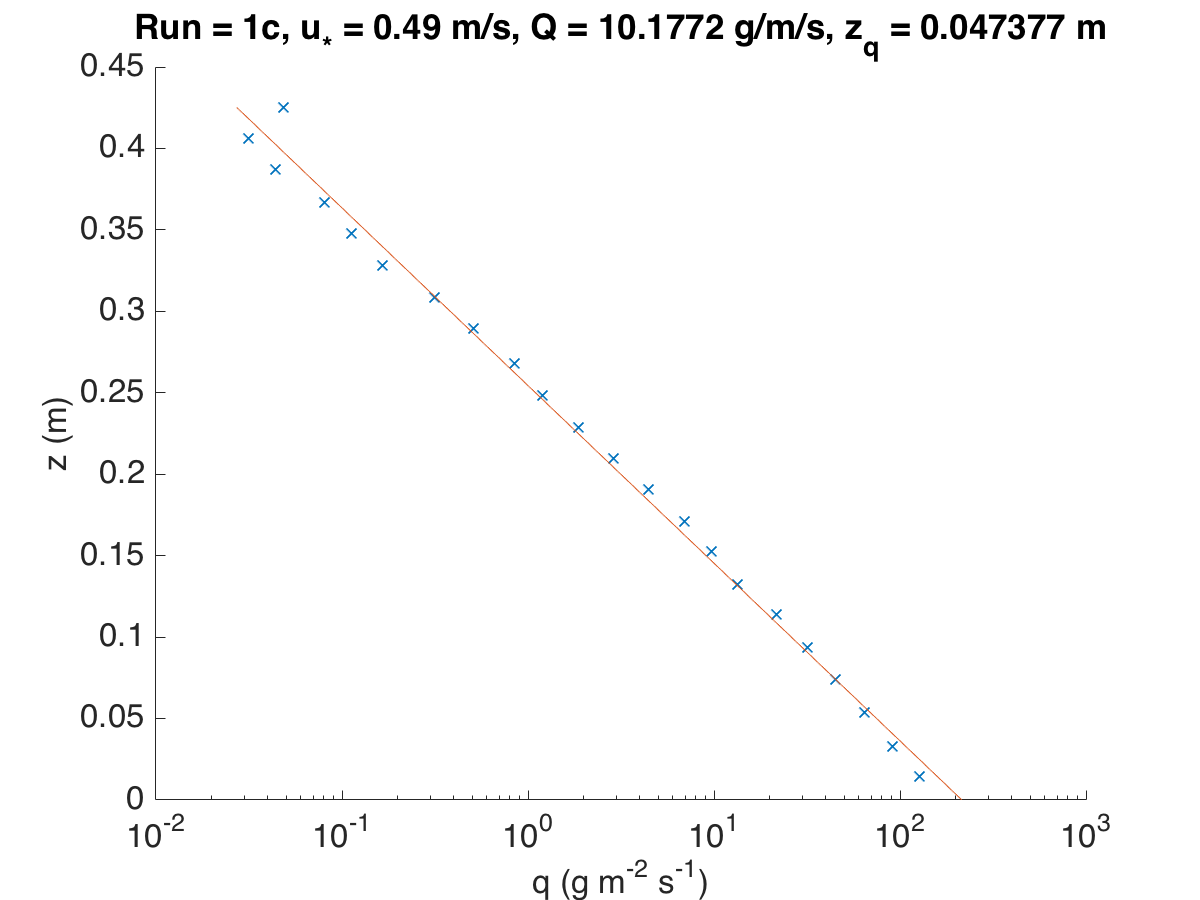 Run = 1c, u* = 0.49 m/s, Q = 10.1772 g/m/s, zq = 0.047377 m
0.45
0.4
0.35
0.3
0.25
0.2
0.15
0.1
0.05
0
z (m)
10-2 10-1 100 101 102 103
q (g m-2 s-1)